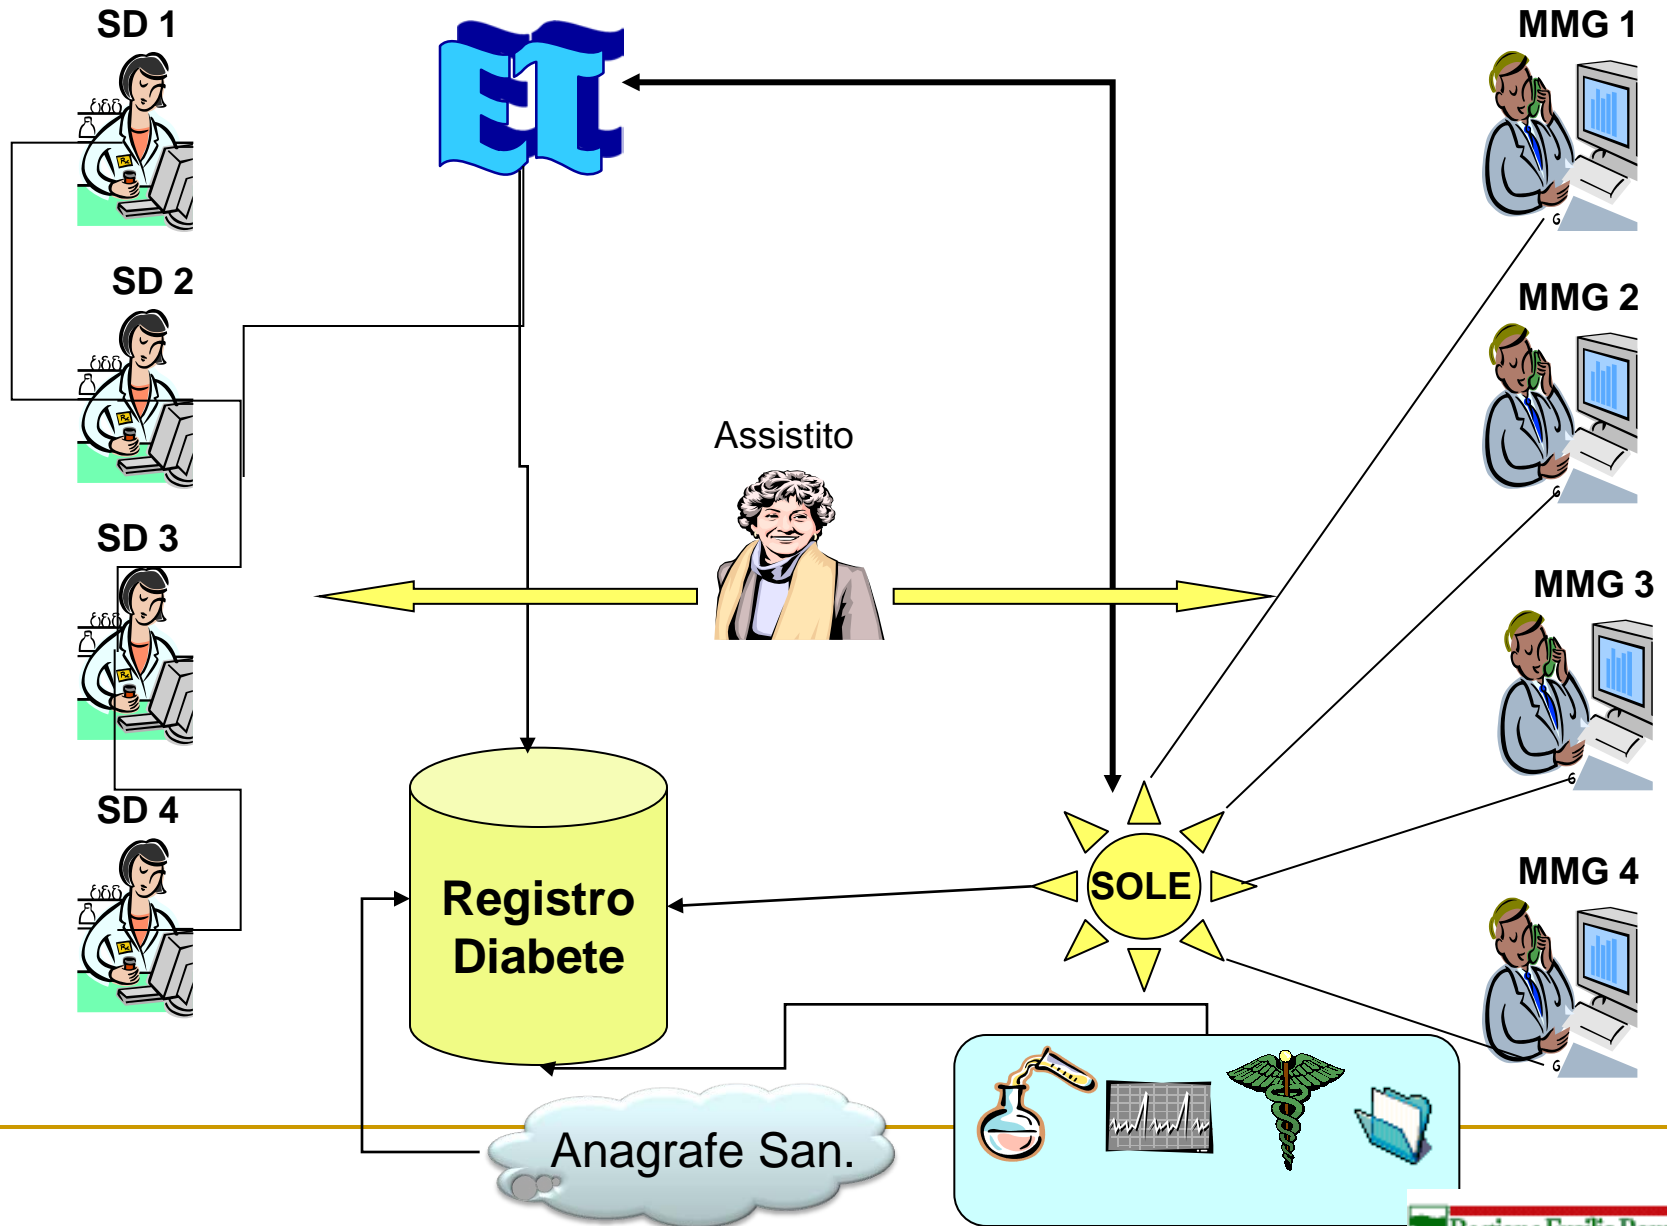 SD 1
MMG 1
EI
SD 2
MMG 2
Assistito
SD 3
MMG 3
SD 4
MMG 4
Registro
Diabete
SOLE
Anagrafe San.